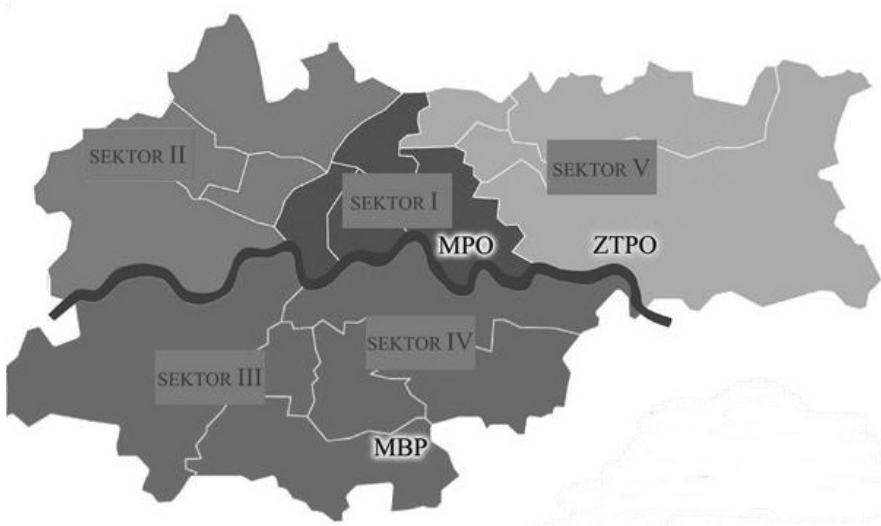 SEKTOR II
SEKTOR V
SEKTOR I
MPO
ZTPO
SEKTOR IV
SEKTOR III
MBP